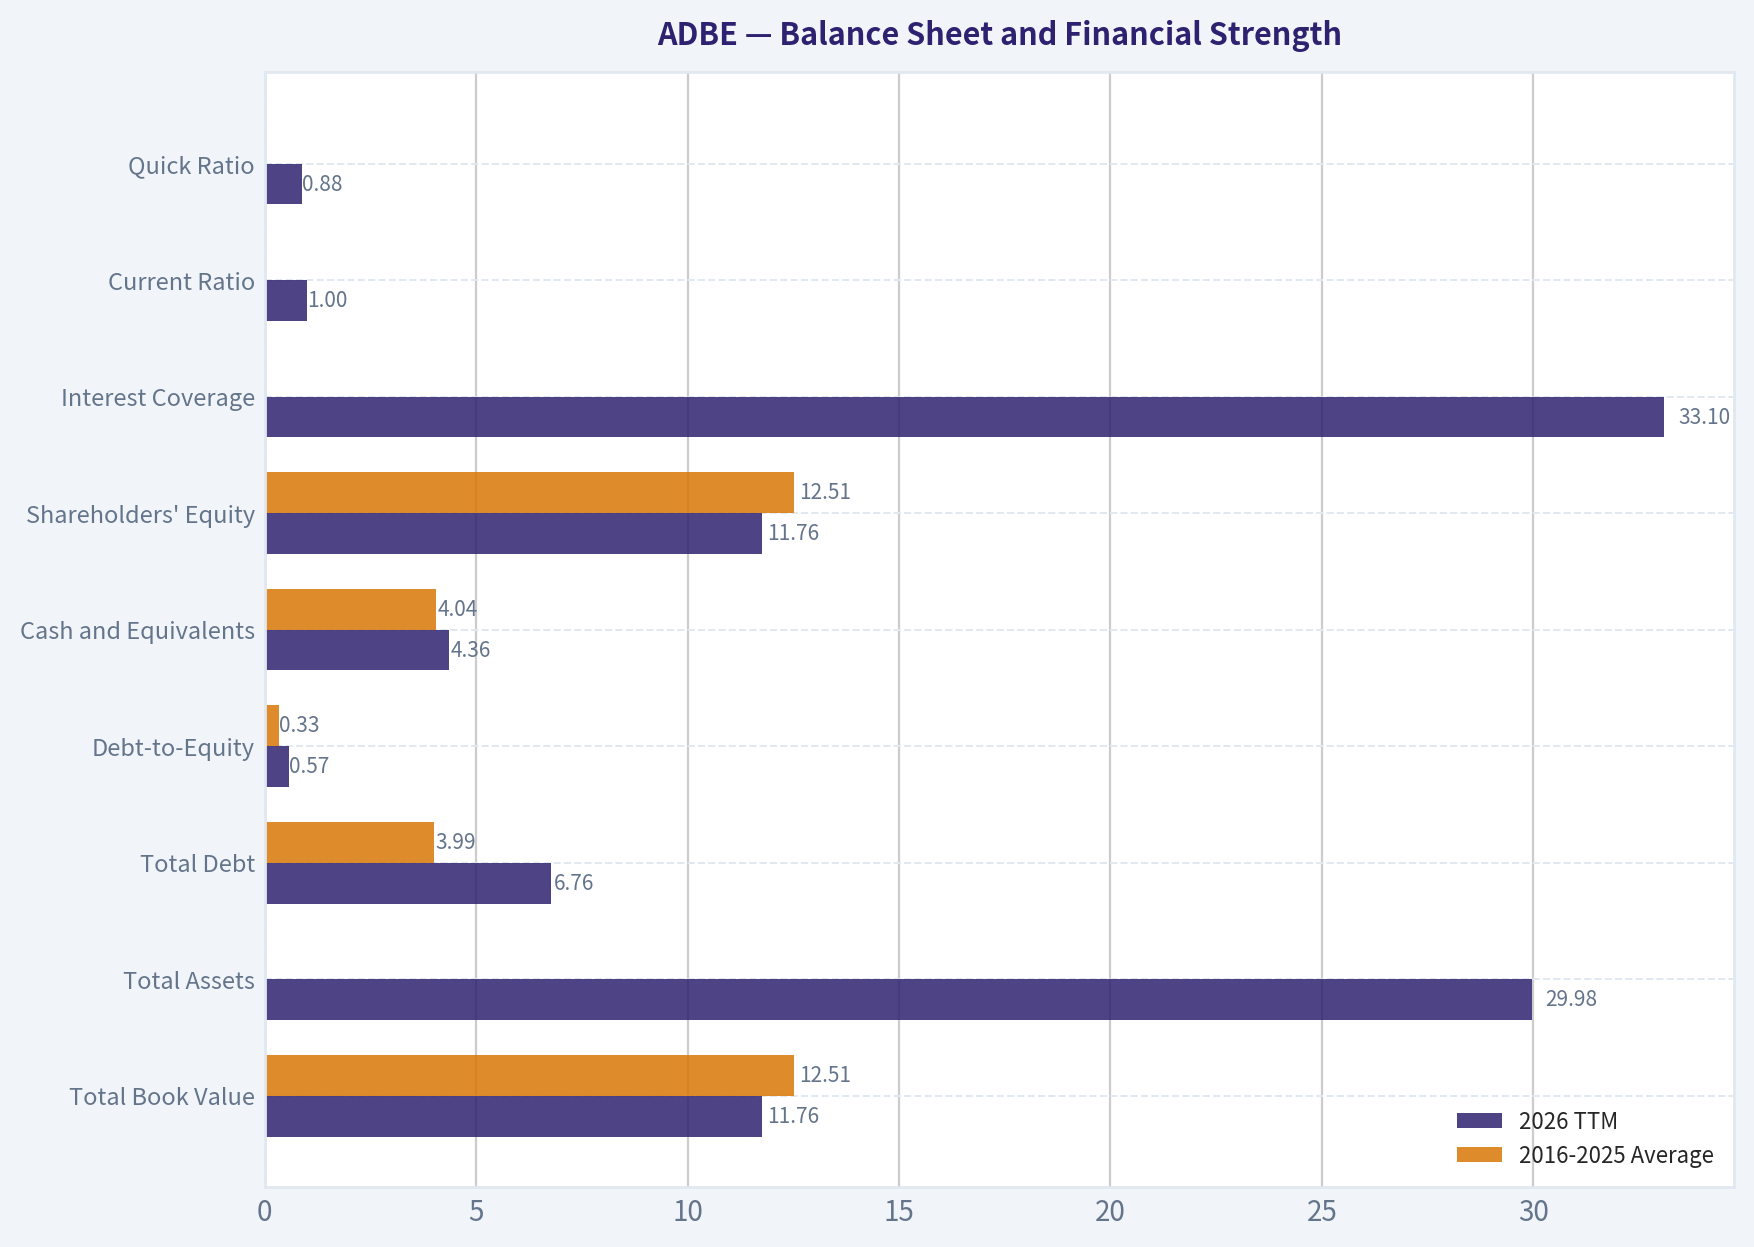 ADBE — Balance Sheet and Financial Strength
Quick Ratio
0.88
Current Ratio
1.00
Interest Coverage
33.10
Shareholders' Equity
12.51
11.76
Cash and Equivalents
4.04
4.36
Debt-to-Equity
0.33
0.57
Total Debt
3.99
6.76
Total Assets
29.98
Total Book Value
12.51
11.76
2026 TTM
2016-2025 Average
0 5 10 15 20 25 30